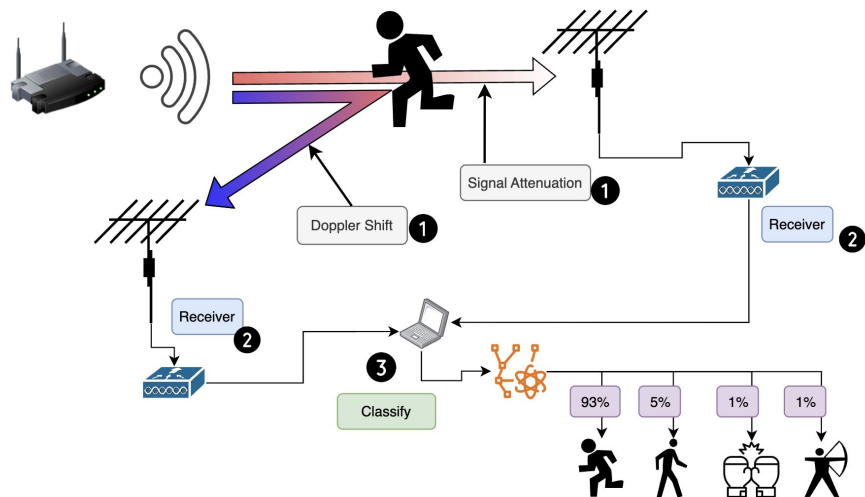 Signal Attenuation
1
Doppler Shift
1
Receiver
2
Receiver
2
3
Classify
93%
5%
1%
1%